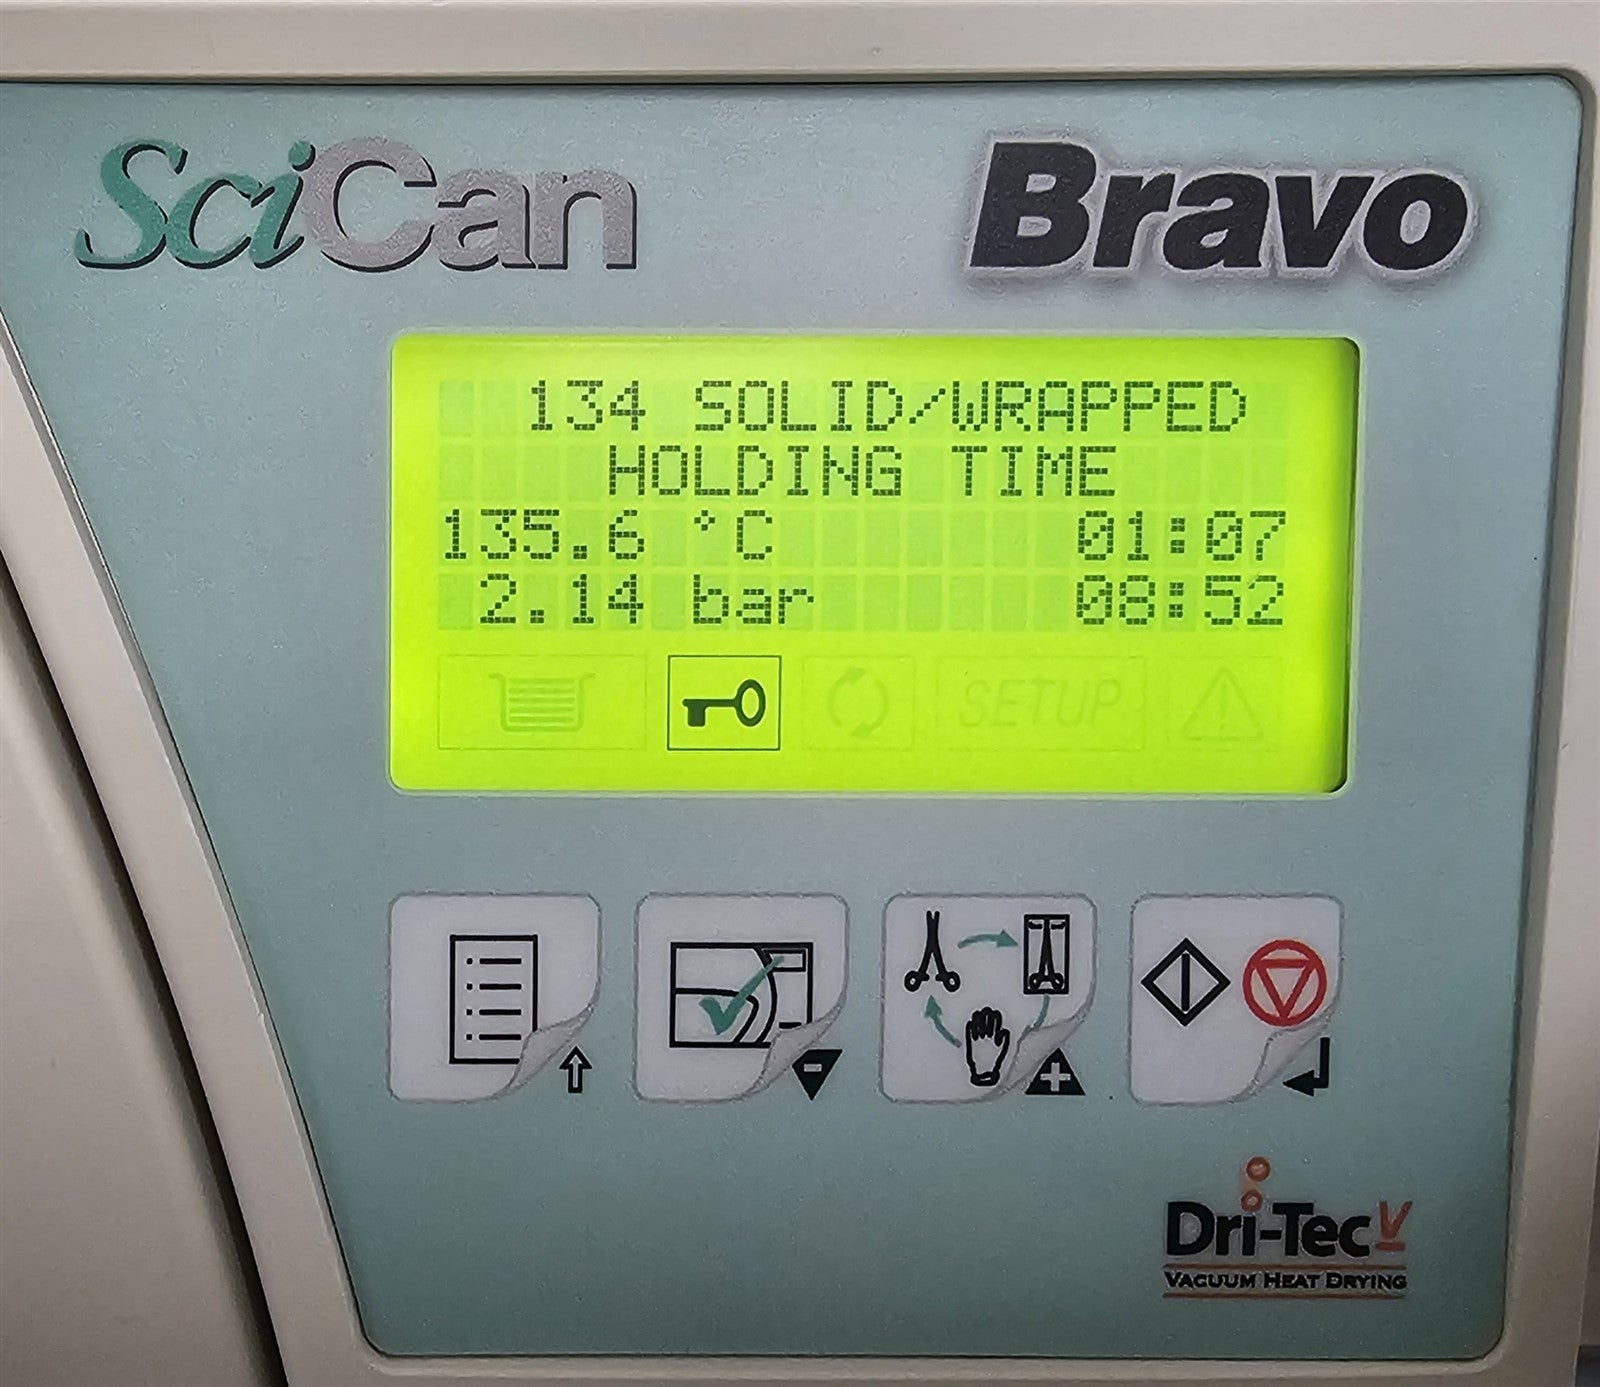 SciCan Bravo
134 SOLID/WRAPPED
HOLDING TIME
135.6 °C 01:07
2.14 bar 08:52
SETUP
Dri-Tec V
VACUUM HEAT DRYING